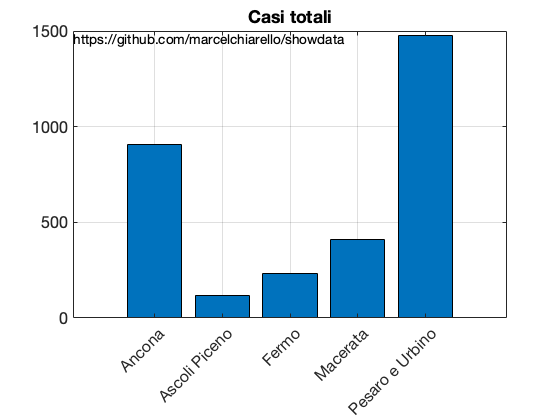 Casi totali
https://github.com/marcelchiarello/showdata
1500
1000
500
0
Ancona
Ascoli Piceno
Fermo
Macerata
Pesaro e Urbino